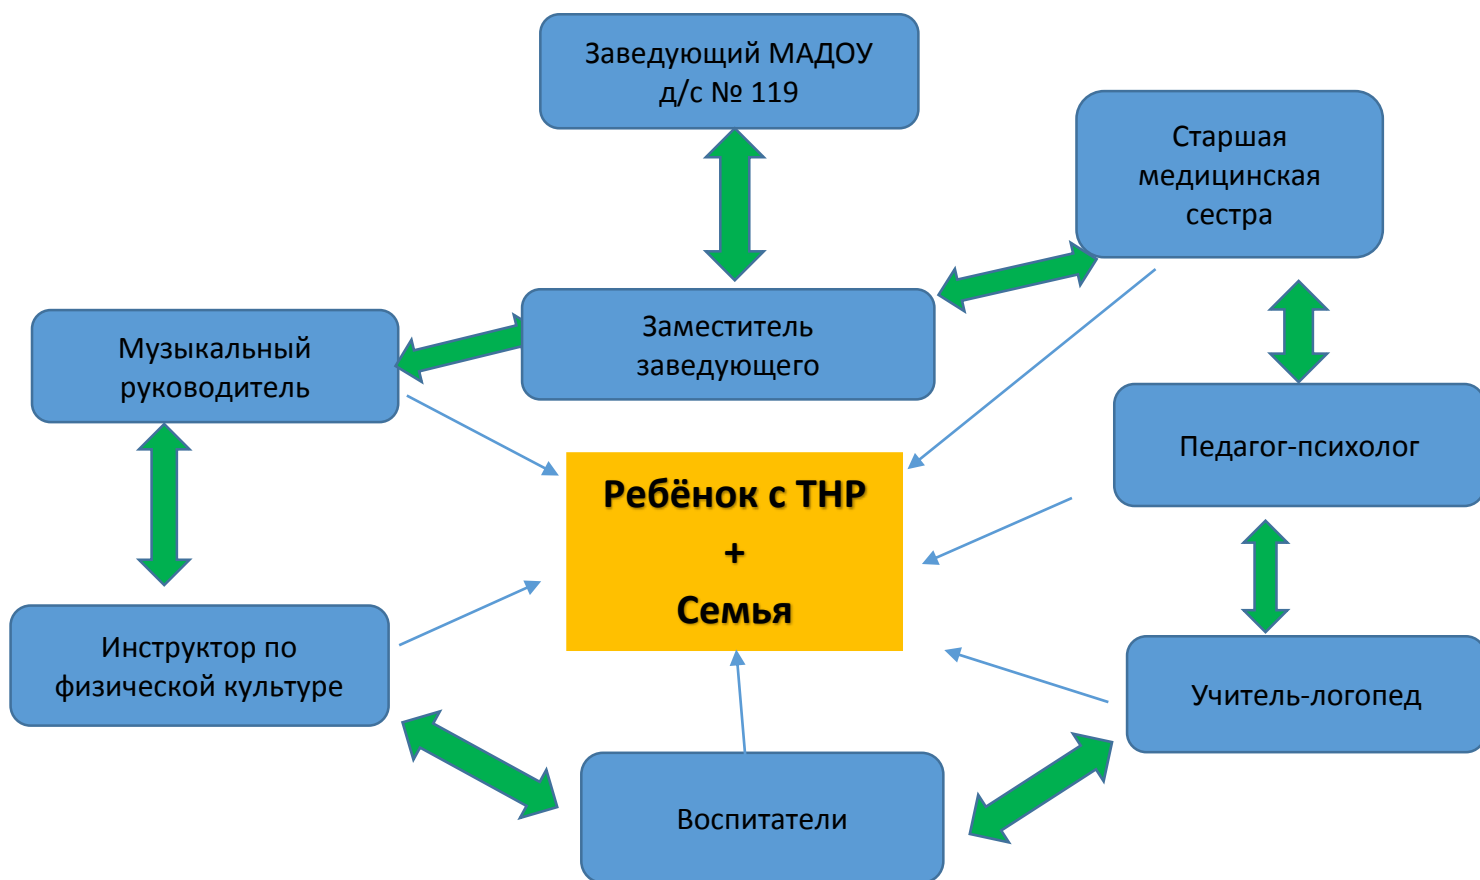 Заведующий МАДОУ
д/с № 119
Старшая
медицинская
сестра
Заместитель
заведующего
Музыкальный
руководитель
Педагог-психолог
Ребёнок с ТНР
+
Семья
Инструктор по
физической культуре
Учитель-логопед
Воспитатели